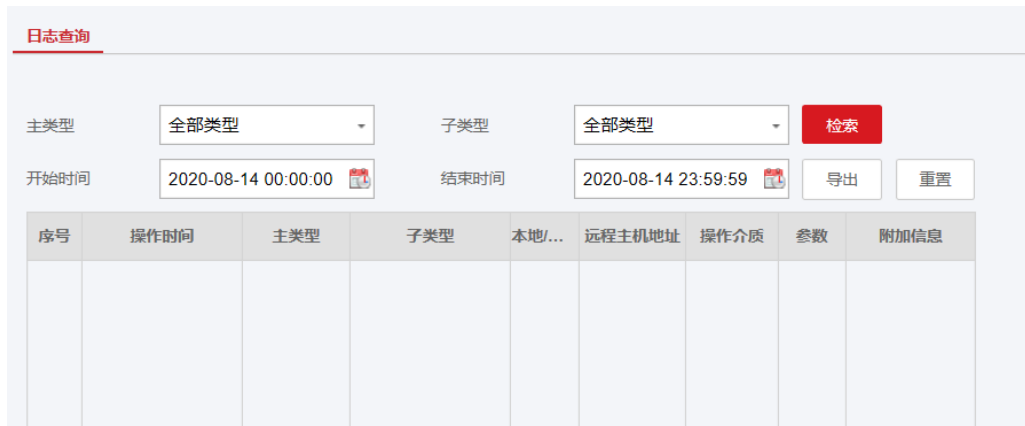 日志查询
主类型 全部类型 子类型 全部类型 检索
开始时间 2020-08-14 00:00:00 结束时间 2020-08-14 23:59:59 导出 重置
序号 操作时间 主类型 子类型 本地/... 远程主机地址 操作介质 参数 附加信息